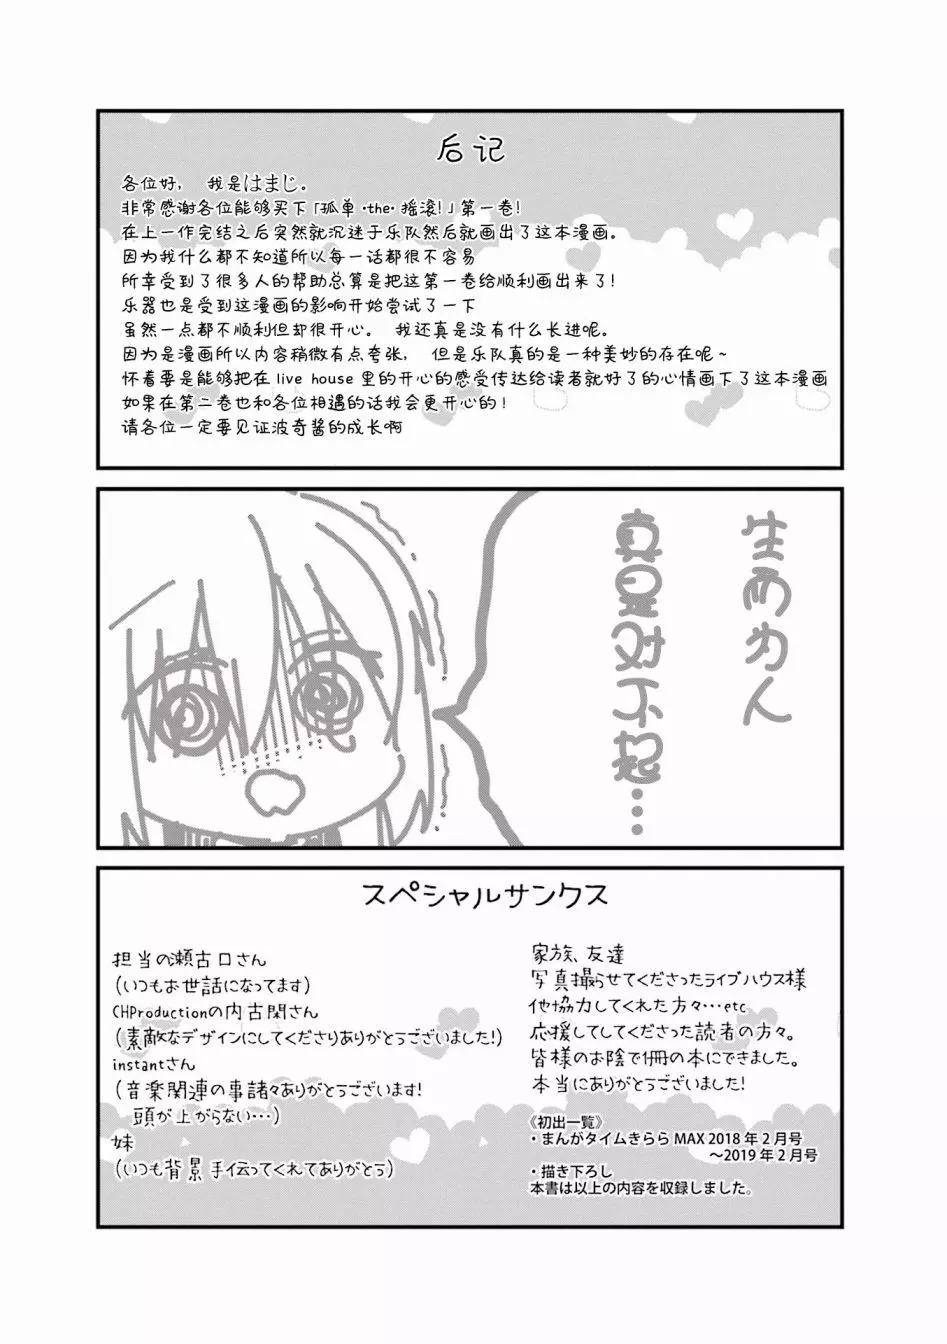 后记
各位好， 我是はまじ。
非常感谢各位能够买下「孤单·the·摇滚!」第一卷!
在上一作完结之后突然就沉迷于乐队然后就画出了这本漫画。
因为我什么都不知道所以每一话都很不容易
所幸受到了很多人的帮助总算是把这第一卷给顺利画出来了!
乐器也是受到这漫画的影响开始尝试了一下
虽然一点都不顺利但却很开心。 我还真是没有什么长进呢。
因为是漫画所以内容稍微有点夸张， 但是乐队真的是一种美妙的存在呢~
怀着要是能够把在 live house 里的开心的感受传达给读者就好了的心情画下了这本漫画
如果在第二卷也和各位相遇的话我会更开心的!
请各位一定要见证波奇酱的成长啊
生而为人
真是对不起…
スペシャルサンクス
担当の瀬古口さん
(いつもお世話になってます)
CHProductionの内古閑さん
(素敵なデザインにしてくださりありがとうございました!)
instantさん
(音楽関連の事諸々ありがとうございます!
頭が上がらない…)
妹
(いつも背景手伝ってくれてありがとう)
家族、友達
写真撮らせてくださったライブハウス様
他協力してくれた方々…etc
応援してしてくださった読者の方々。
皆様のお陰で冊の本にできました。
本当にありがとうございました!
《初出一覧》
・まんがタイムきらら MAX 2018 年 2 月号
～2019 年 2 月号
・描き下ろし
本書は以上の内容を収録しました。